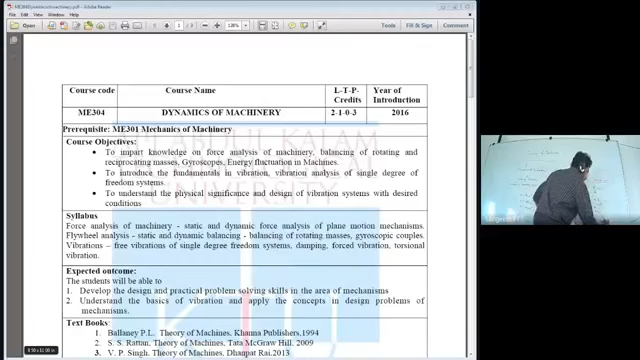 ME304Dynamicsofmachinery.pdf - Adobe Reader
File Edit View Window Help
Tools Fill & Sign Comment
Course code Course Name L-T-P- Credits Year of Introduction
ME304 DYNAMICS OF MACHINERY 2-1-0-3 2016
Prerequisite: ME301 Mechanics of Machinery
Course Objectives:
• To impart knowledge on force analysis of machinery, balancing of rotating and
reciprocating masses, Gyroscopes, Energy fluctuation in Machines.
• To introduce the fundamentals in vibration, vibration analysis of single degree of
freedom systems.
• To understand the physical significance and design of vibration systems with desired
conditions
Syllabus
Force analysis of machinery - static and dynamic force analysis of plane motion mechanisms.
Flywheel analysis - static and dynamic balancing - balancing of rotating masses, gyroscopic couples.
Vibrations – free vibrations of single degree freedom systems, damping, forced vibration, torsional
vibration.
Expected outcome:
The students will be able to
1. Develop the design and practical problem solving skills in the area of mechanisms
2. Understand the basics of vibration and apply the concepts in design problems of
mechanisms.
Text Books:
1. Ballaney P.L. Theory of Machines, Khanna Publishers,1994
2. S. S. Rattan, Theory of Machines, Tata McGraw Hill, 2009
3. V. P. Singh, Theory of Machines, Dhanpat Rai,2013
ABDUL KALAM
UNIVERSITY